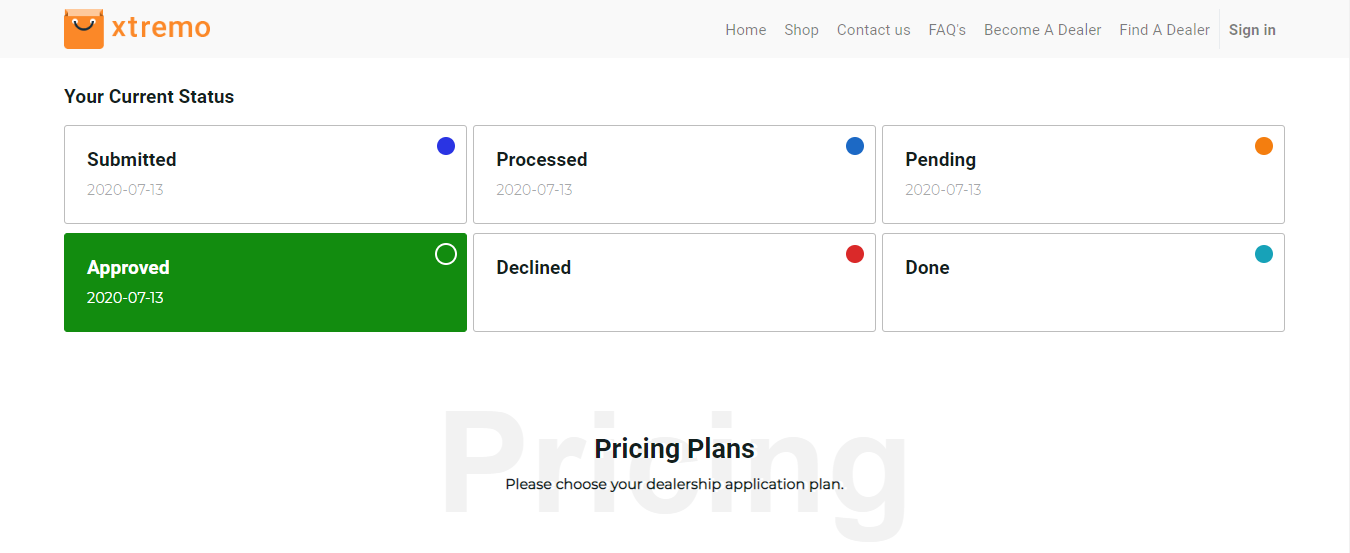 xtremo
Home Shop Contact us FAQ's Become A Dealer Find A Dealer Sign in
Your Current Status
Submitted
2020-07-13
Processed
2020-07-13
Pending
2020-07-13
Approved
2020-07-13
Declined
Done
Pricing
Pricing Plans
Please choose your dealership application plan.